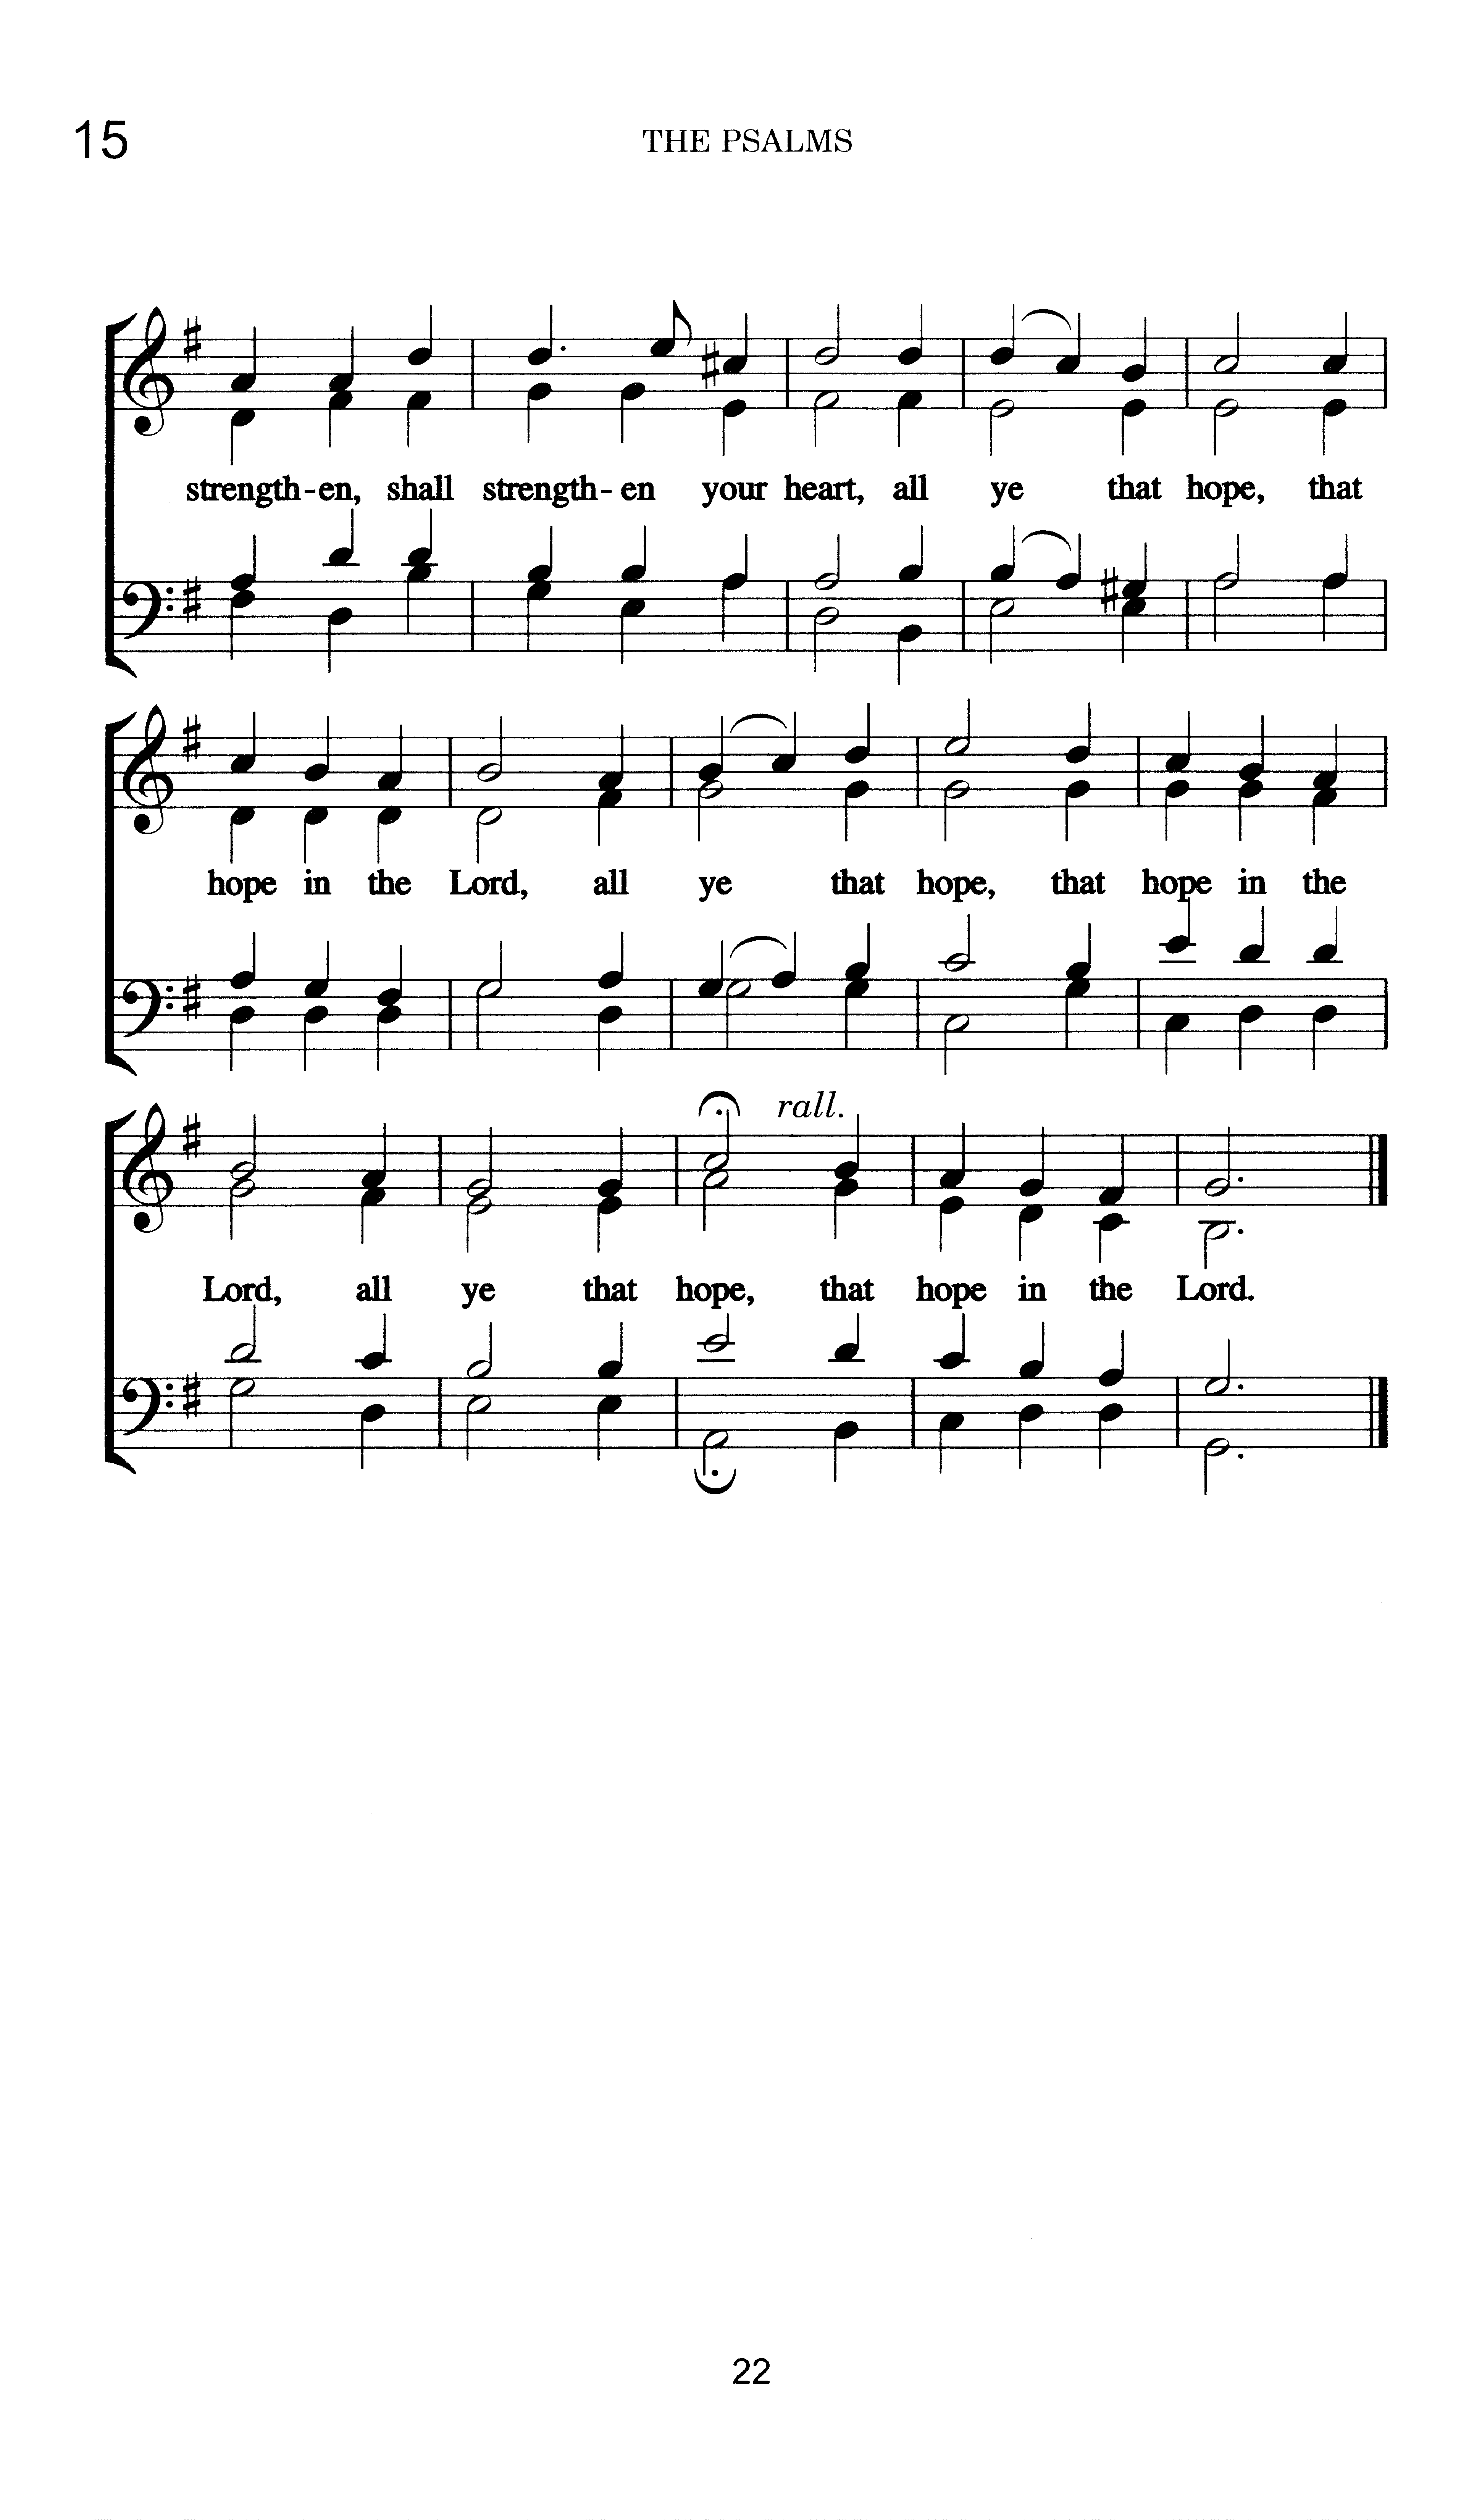 15
THE PSALMS
strength-en, shall strength-en your heart, all ye that hope, that
hope in the Lord, all ye that hope, that hope in the
rall.
Lord, all ye that hope, that hope in the Lord.
22